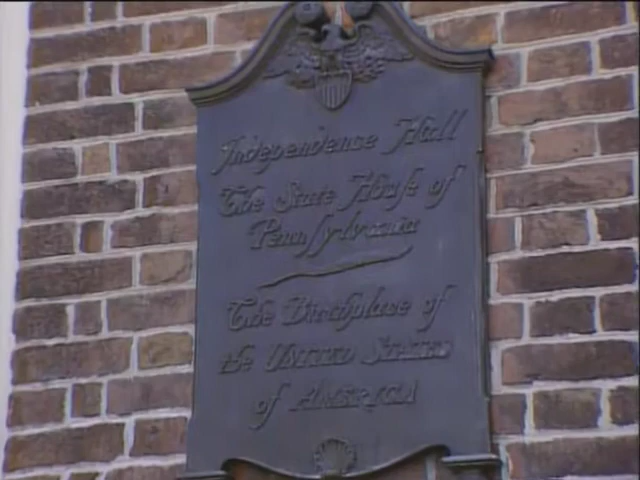 Independence Hall
The State House of
Pennsylvania
The Birthplace of
the UNITED STATES
of AMERICA